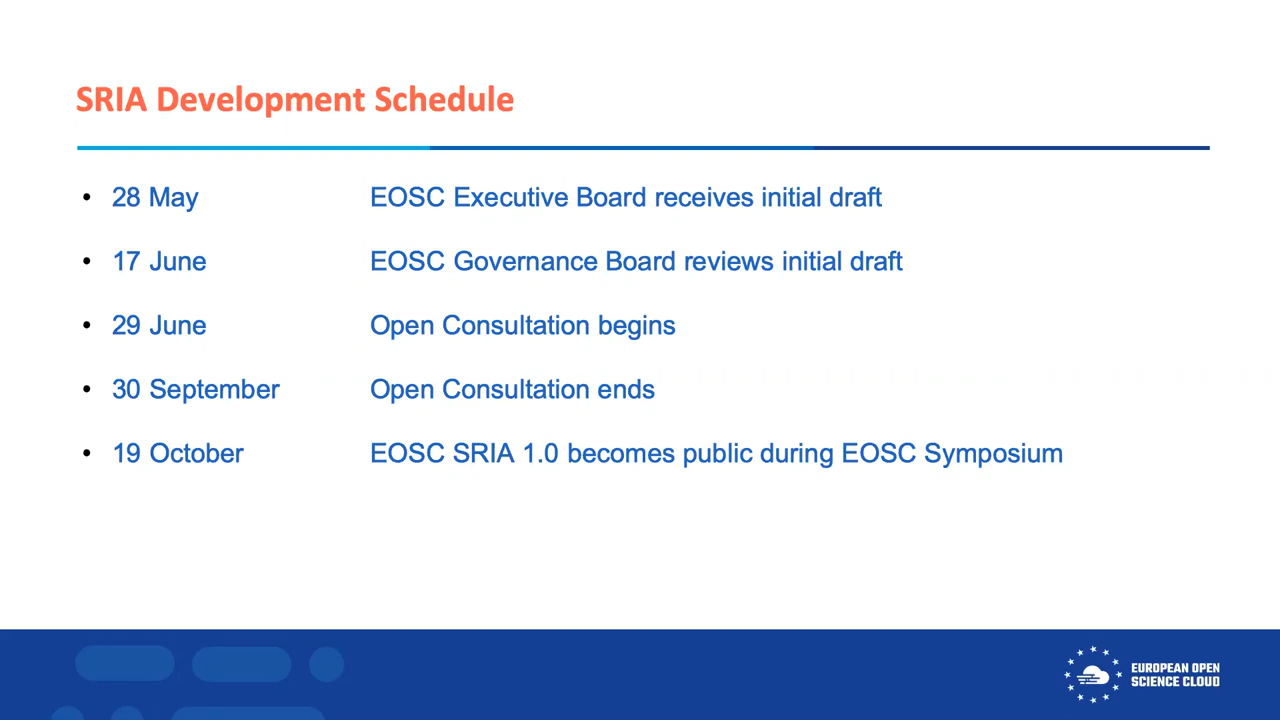 SRIA Development Schedule
• 28 May EOSC Executive Board receives initial draft
• 17 June EOSC Governance Board reviews initial draft
• 29 June Open Consultation begins
• 30 September Open Consultation ends
• 19 October EOSC SRIA 1.0 becomes public during EOSC Symposium
EUROPEAN OPEN
SCIENCE CLOUD